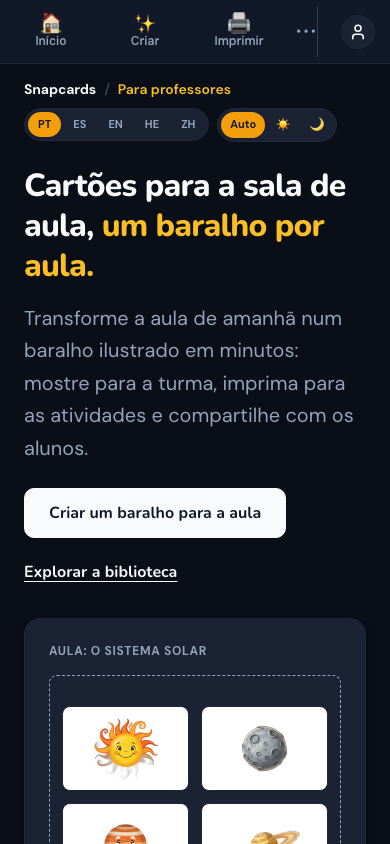 Início
Criar
Imprimir
Snapcards / Para professores
PT ES EN HE ZH Auto
Cartões para a sala de
aula, um baralho por
aula.
Transforme a aula de amanhã num
baralho ilustrado em minutos:
mostre para a turma, imprima para
as atividades e compartilhe com os
alunos.
Criar um baralho para a aula
Explorar a biblioteca
AULA: O SISTEMA SOLAR